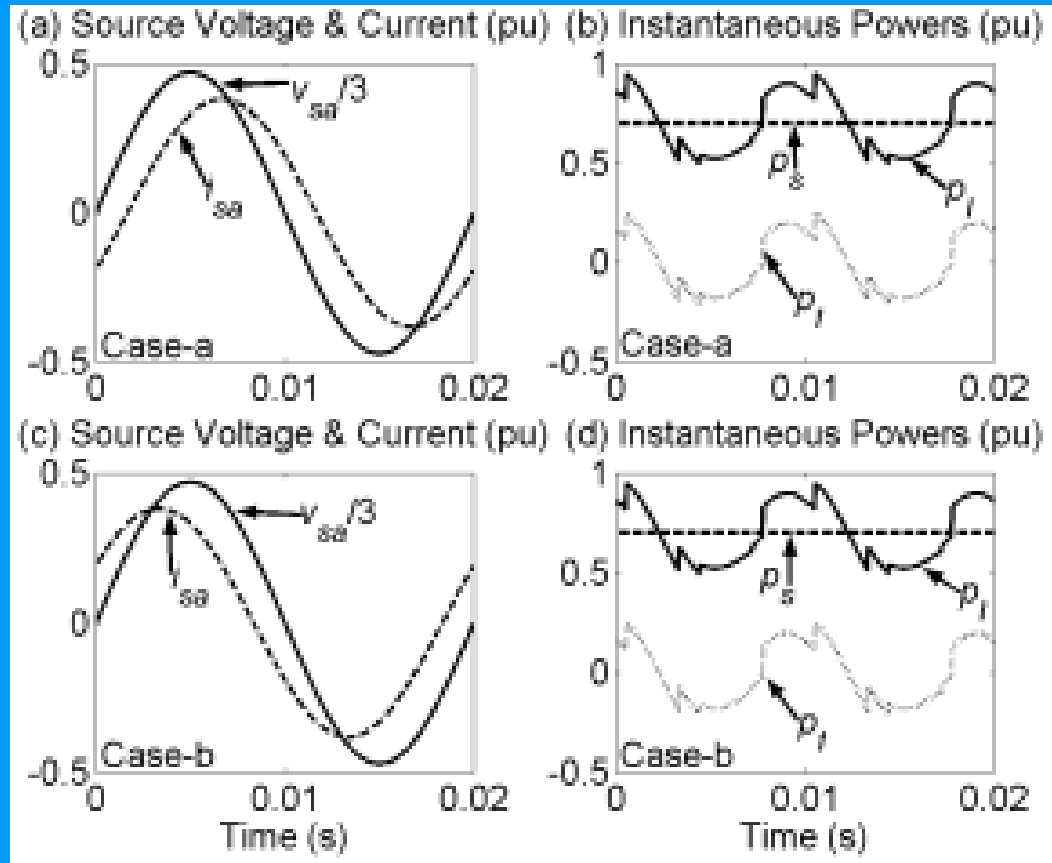 (a) Source Voltage & Current (pu)
(b) Instantaneous Powers (pu)
0.5
0
-0.5
v_sa/3
i_sa
Case-a
0
0.01
0.02
1
0.5
0
-0.5
p_s
p_l
p_f
Case-a
0
0.01
0.02
(c) Source Voltage & Current (pu)
(d) Instantaneous Powers (pu)
0.5
0
-0.5
v_sa/3
i_sa
Case-b
0
0.01
0.02
Time (s)
1
0.5
0
-0.5
p_s
p_l
p_f
Case-b
0
0.01
0.02
Time (s)